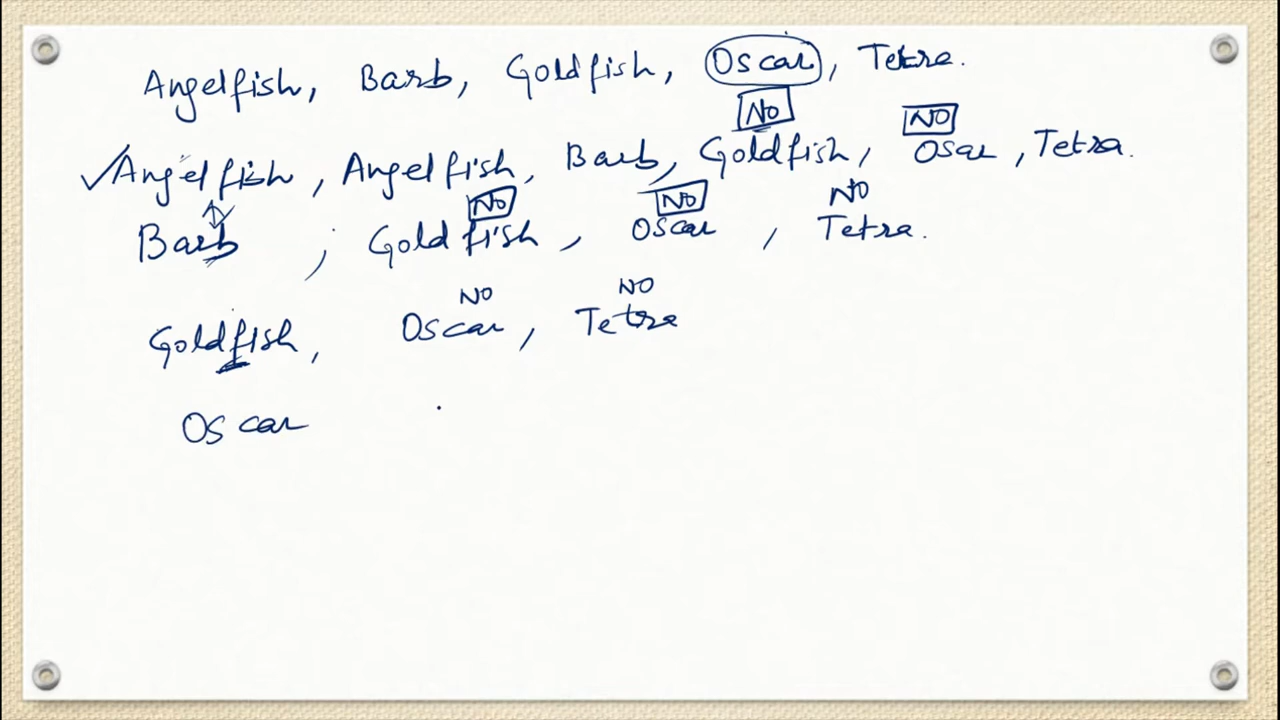 Angelfish, Barb, Goldfish, Oscar, Tetra.
NO NO
Angelfish, Angelfish, Barb, Goldfish, Oscar, Tetra.
NO NO NO
Barb, Goldfish, Oscar, Tetra.
NO NO
Goldfish, Oscar, Tetra
Oscar